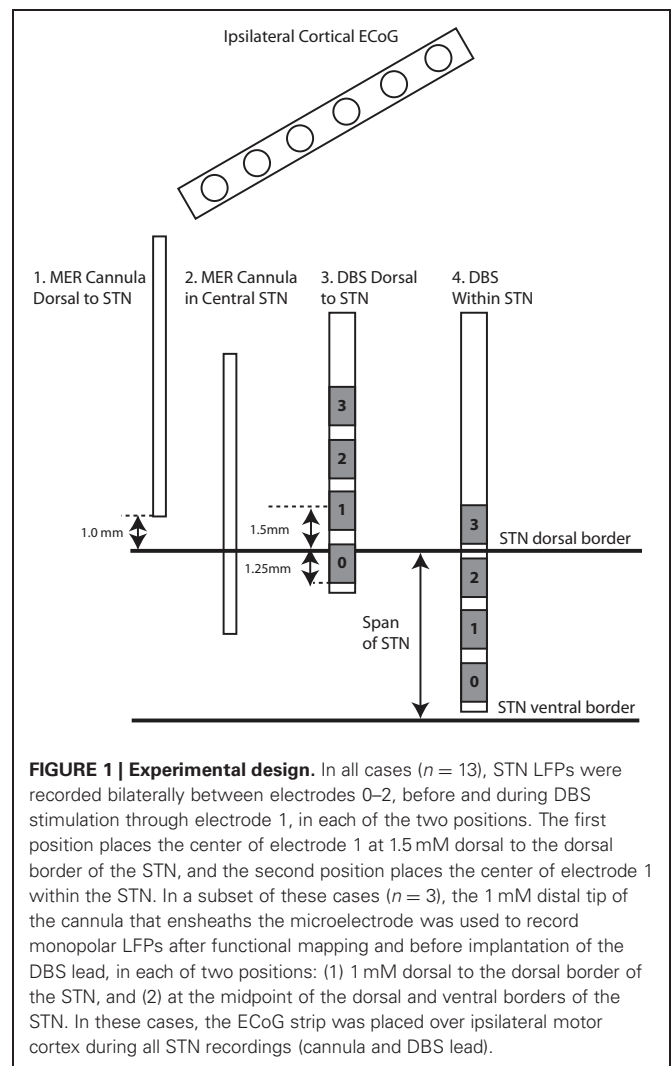 Ipsilateral Cortical ECoG
1. MER Cannula
Dorsal to STN
2. MER Cannula
in Central STN
3. DBS Dorsal
to STN
4. DBS
Within STN
3
2
1
0
1.0 mm
1.5mm
1.25mm
3
2
1
0
STN dorsal border
Span
of STN
STN ventral border
FIGURE 1 | Experimental design. In all cases (n = 13), STN LFPs were
recorded bilaterally between electrodes 0–2, before and during DBS
stimulation through electrode 1, in each of the two positions. The first
position places the center of electrode 1 at 1.5 mM dorsal to the dorsal
border of the STN, and the second position places the center of electrode 1
within the STN. In a subset of these cases (n = 3), the 1 mM distal tip of
the cannula that ensheaths the microelectrode was used to record
monopolar LFPs after functional mapping and before implantation of the
DBS lead, in each of two positions: (1) 1 mM dorsal to the dorsal border of
the STN, and (2) at the midpoint of the dorsal and ventral borders of the
STN. In these cases, the ECoG strip was placed over ipsilateral motor
cortex during all STN recordings (cannula and DBS lead).